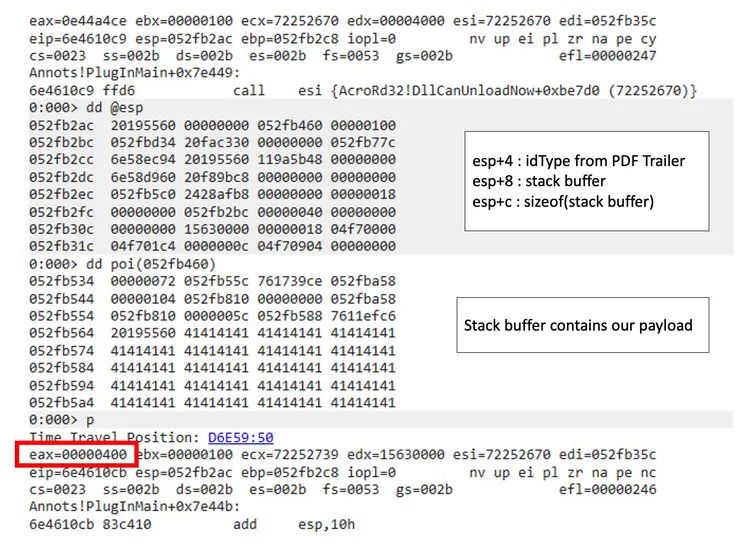 eax=0e44a4ce ebx=00000100 ecx=72252670 edx=00004000 esi=72252670 edi=052fb35c
eip=6e4610c9 esp=052fb2ac ebp=052fb2c8 iopl=0 nv up ei pl zr na pe cy
cs=0023 ss=002b ds=002b es=002b fs=0053 gs=002b efl=00000247
Annots!PlugInMain+0x7e449:
6e4610c9 ffd6 call esi {AcroRd32!DllCanUnloadNow+0xbe7d0 (72252670)}
0:000> dd @esp
052fb2ac 20195560 00000000 052fb460 00000100
052fb2bc 052fbd34 20fac330 00000000 052fb77c
052fb2cc 6e58ec94 20195560 119a5b48 00000000
052fb2dc 6e58d960 20f89bc8 00000000 00000000
052fb2ec 052fb5c0 2428afb8 00000000 00000018
052fb2fc 00000000 052fb2bc 00000040 00000000
052fb30c 00000000 15630000 00000018 04f70000
052fb31c 04f701c4 0000000c 04f70904 00000000
esp+4 : idType from PDF Trailer
esp+8 : stack buffer
esp+c : sizeof(stack buffer)
0:000> dd poi(052fb460)
052fb534 00000072 052fb55c 761739ce 052fba58
052fb544 00000104 052fb810 00000000 052fba58
052fb554 052fb810 0000005c 052fb588 7611efc6
052fb564 20195560 41414141 41414141 41414141
052fb574 41414141 41414141 41414141 41414141
052fb584 41414141 41414141 41414141 41414141
052fb594 41414141 41414141 41414141 41414141
052fb5a4 41414141 41414141 41414141 41414141
Stack buffer contains our payload
0:000> p
Time Travel Position: D6E59:50
eax=00000400 ebx=00000100 ecx=72252739 edx=15630000 esi=72252670 edi=052fb35c
eip=6e4610cb esp=052fb2ac ebp=052fb2c8 iopl=0 nv up ei pl zr na pe nc
cs=0023 ss=002b ds=002b es=002b fs=0053 gs=002b efl=00000246
Annots!PlugInMain+0x7e44b:
6e4610cb 83c410 add esp,10h